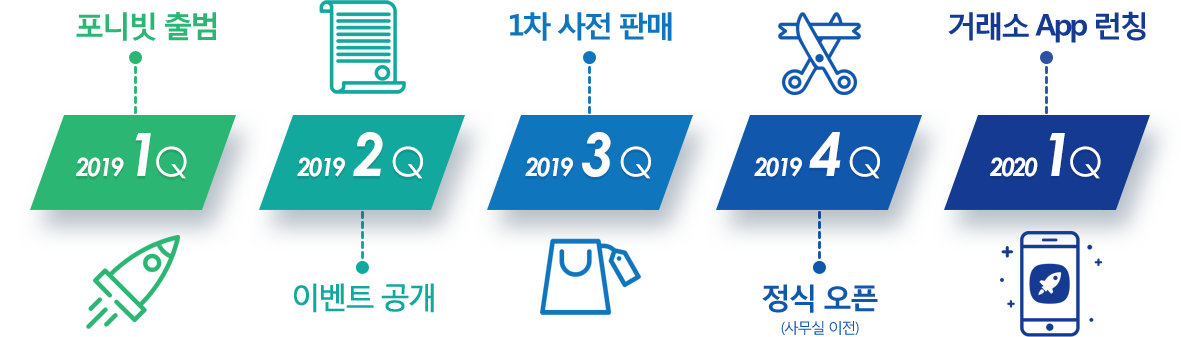 포니빗 출범
1차 사전 판매
거래소 App 런칭
2019 1Q
2019 2Q
2019 3Q
2019 4Q
2020 1Q
이벤트 공개
정식 오픈
(사무실 이전)